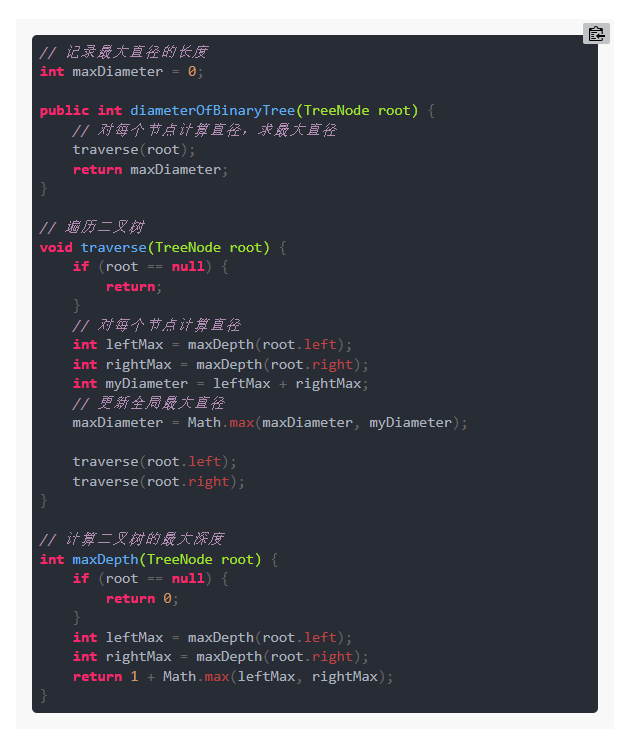 // 记录最大直径的长度
int maxDiameter = 0;
public int diameterOfBinaryTree(TreeNode root) {
// 对每个节点计算直径，求最大直径
traverse(root);
return maxDiameter;
}
// 遍历二叉树
void traverse(TreeNode root) {
if (root == null) {
return;
}
// 对每个节点计算直径
int leftMax = maxDepth(root.left);
int rightMax = maxDepth(root.right);
int myDiameter = leftMax + rightMax;
// 更新全局最大直径
maxDiameter = Math.max(maxDiameter, myDiameter);
traverse(root.left);
traverse(root.right);
}
// 计算二叉树的最大深度
int maxDepth(TreeNode root) {
if (root == null) {
return 0;
}
int leftMax = maxDepth(root.left);
int rightMax = maxDepth(root.right);
return 1 + Math.max(leftMax, rightMax);
}